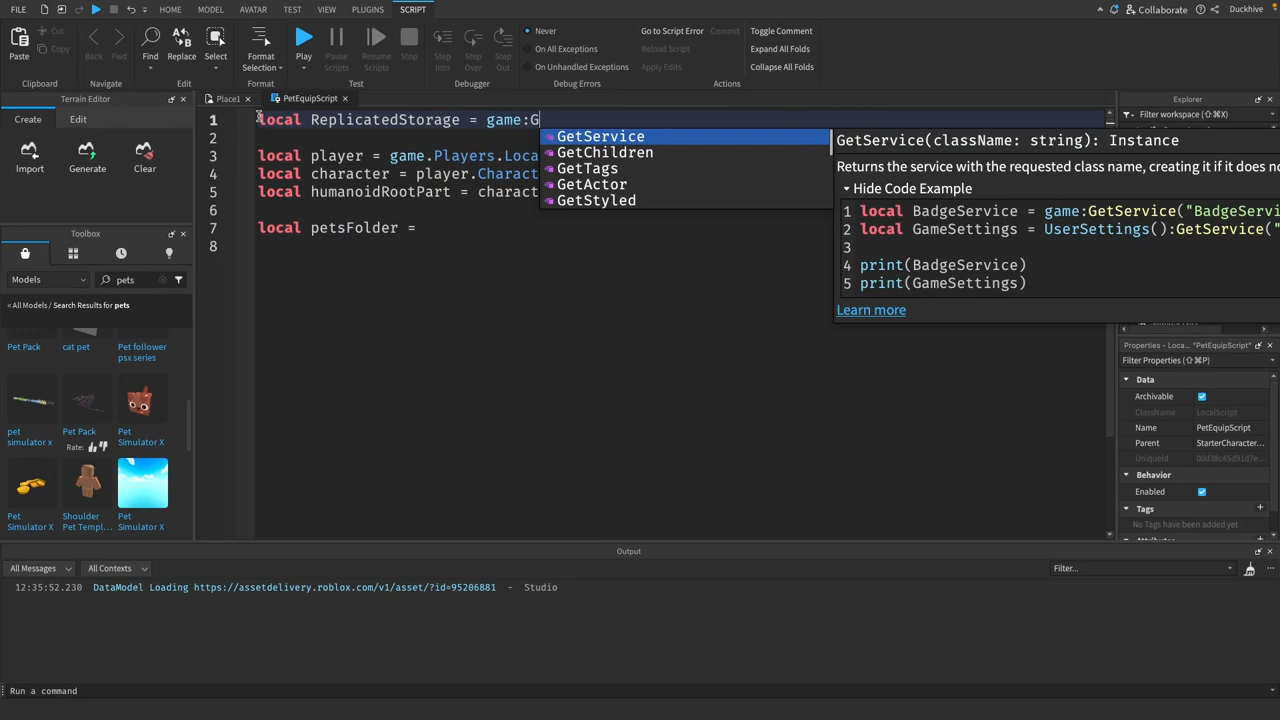 FILE HOME MODEL AVATAR TEST VIEW PLUGINS SCRIPT Collaborate Duckhive
Paste Cut Copy
Back Forth
Find Replace Select
Format Selection
Play Pause Scripts Resume Scripts Stop
Step Into Step Over Step Out
Never
On All Exceptions
On Unhandled Exceptions
Go to Script Error
Reload Script
Apply Edits
Toggle Comment
Expand All Folds
Collapse All Folds
Clipboard Edit Format Test Debugger Debug Errors Actions
Terrain Editor
Create Edit
Import Generate Clear
Toolbox
Models pets
<All Models / Search Results for pets
Pet Pack
cat pet
Pet follower psx series
pet simulator x
Pet Pack
Rate:
Pet Simulator X
Pet Simulator X
Shoulder Pet Templ...
Pet Simulator X
Place1 PetEquipScript
1 local ReplicatedStorage = game:G
2
3 local player = game.Players.Loca
4 local character = player.Charact
5 local humanoidRootPart = charact
6
7 local petsFolder =
8
GetService
GetChildren
GetTags
GetActor
GetStyled
GetService(className: string): Instance
Returns the service with the requested class name, creating it if it does no
Hide Code Example
1 local BadgeService = game:GetService("BadgeServi
2 local GameSettings = UserSettings():GetService("
3
4 print(BadgeService)
5 print(GameSettings)
Learn more
Explorer
Filter workspace (⇧⌘X)
Properties - Loca... "PetEquipScript"
Filter Properties (⇧⌘P)
Data
Archivable
ClassName LocalScript
Name PetEquipScript
Parent StarterCharacter...
UniqueId 00d38c45d91d7e...
Behavior
Enabled
Tags
No Tags have been added yet
Output
All Messages All Contexts Filter...
12:35:52.230 DataModel Loading https://assetdelivery.roblox.com/v1/asset/?id=95206881 - Studio
Run a command